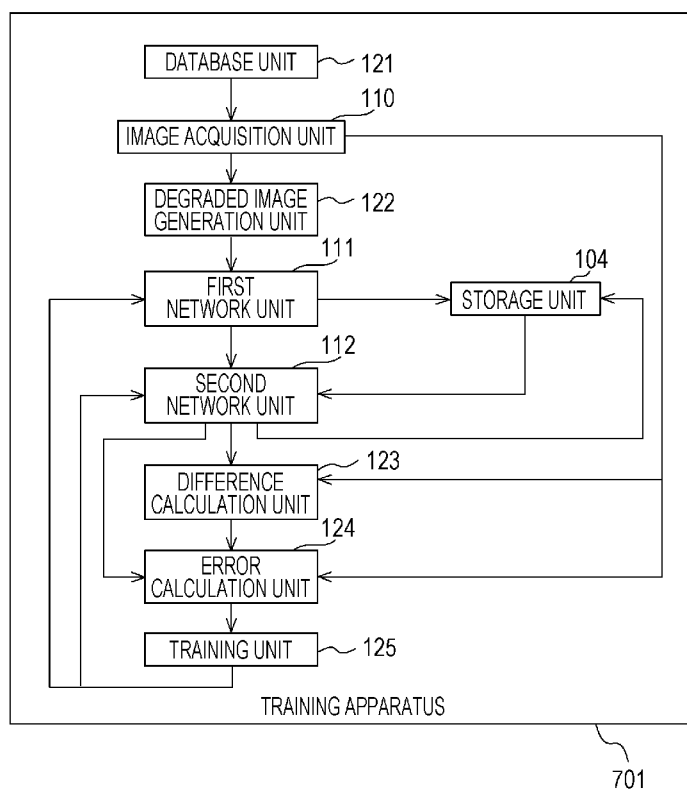 DATABASE UNIT
121
110
IMAGE ACQUISITION UNIT
DEGRADED IMAGE
GENERATION UNIT
122
111
FIRST
NETWORK UNIT
104
STORAGE UNIT
112
SECOND
NETWORK UNIT
123
DIFFERENCE
CALCULATION UNIT
124
ERROR
CALCULATION UNIT
TRAINING UNIT
125
TRAINING APPARATUS
701